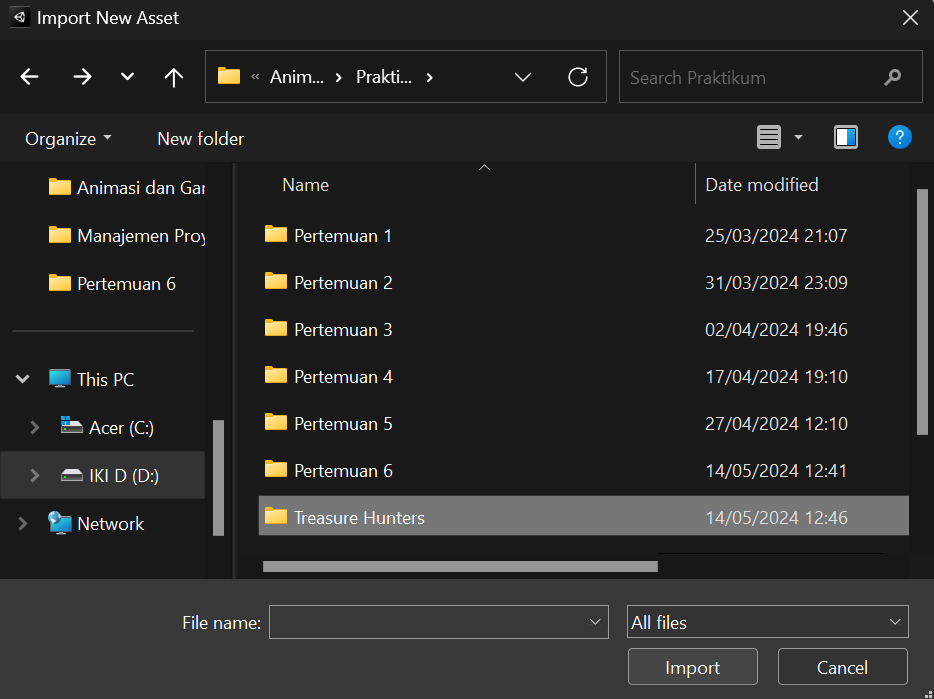 Import New Asset
« Anim... › Prakti... ›
Search Praktikum
Organize
New folder
Name
Date modified
Animasi dan Gar
Manajemen Proy
Pertemuan 6
This PC
Acer (C:)
IKI D (D:)
Network
Pertemuan 1 25/03/2024 21:07
Pertemuan 2 31/03/2024 23:09
Pertemuan 3 02/04/2024 19:46
Pertemuan 4 17/04/2024 19:10
Pertemuan 5 27/04/2024 12:10
Pertemuan 6 14/05/2024 12:41
Treasure Hunters 14/05/2024 12:46
File name:
All files
Import
Cancel